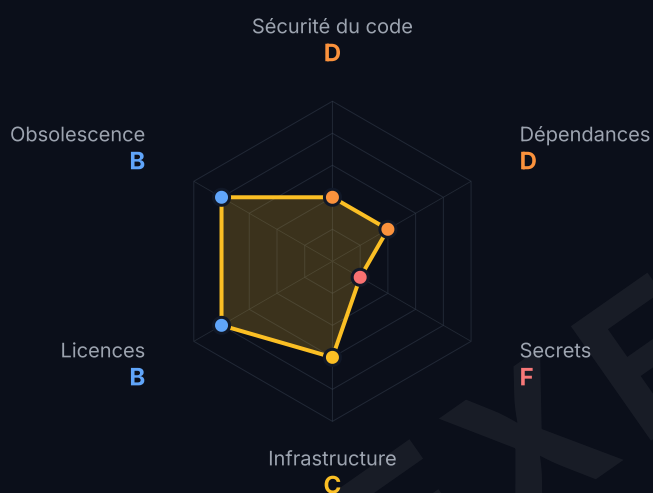 Sécurité du code
D
Obsolescence
B
Dépendances
D
Licences
B
Secrets
F
Infrastructure
C